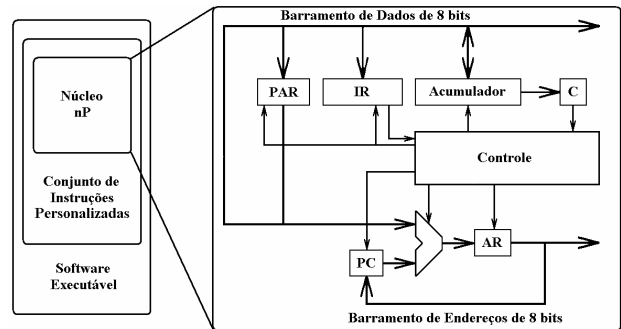 Núcleo
nP
Conjunto de
Instruções
Personalizadas
Software
Executável
Barramento de Dados de 8 bits
PAR
IR
Acumulador
C
Controle
PC
AR
Barramento de Endereços de 8 bits